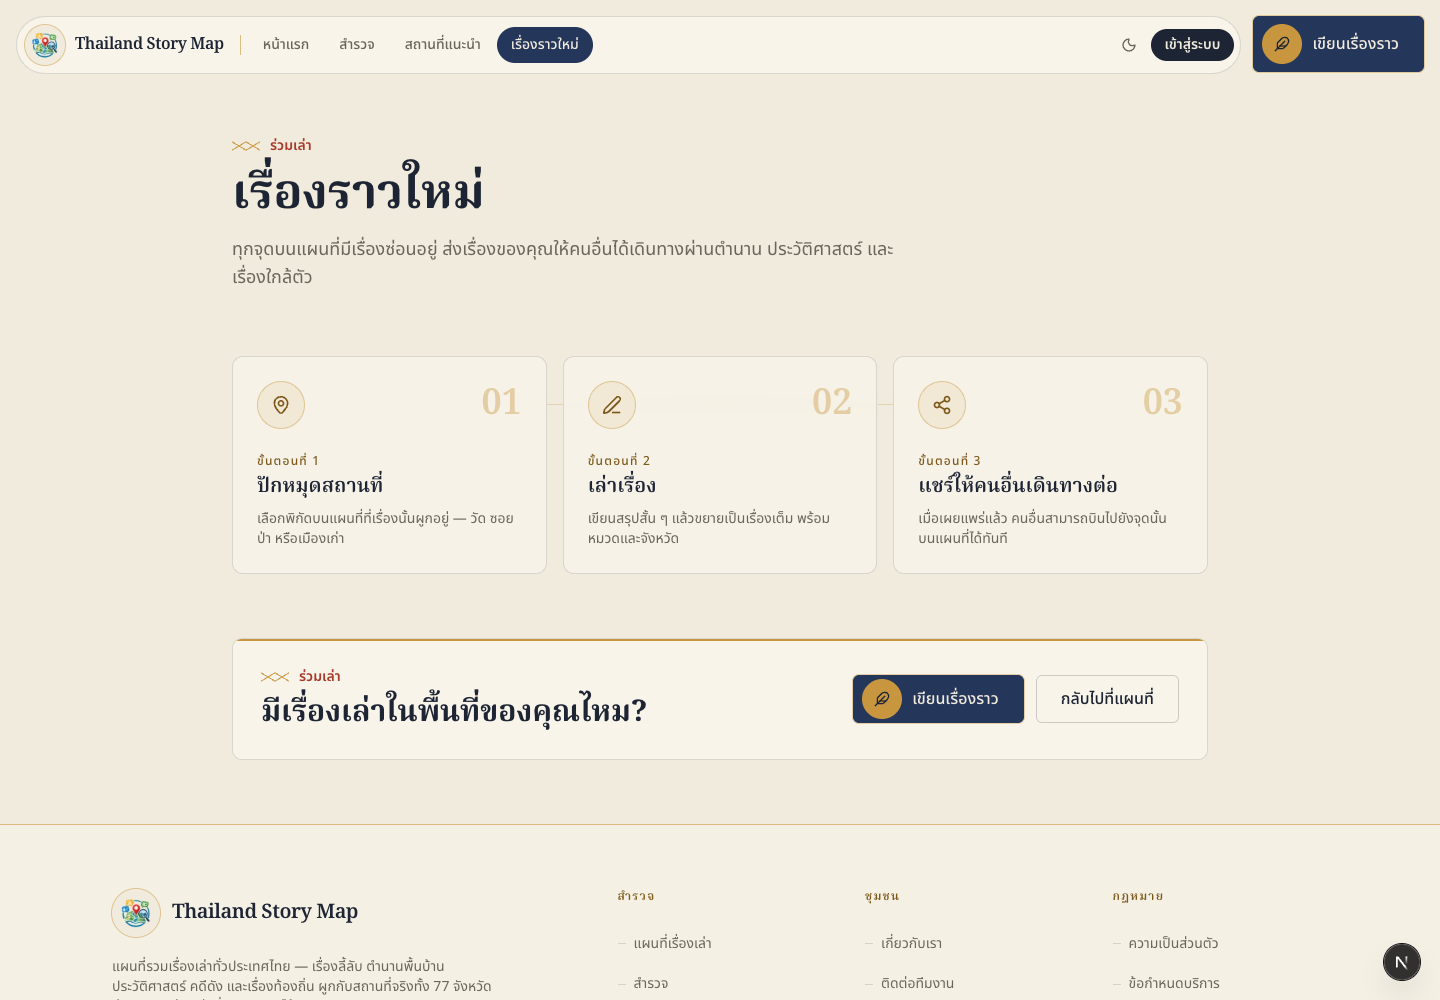 Thailand Story Map
หน้าแรก
สำรวจ
สถานที่แนะนำ
เรื่องราวใหม่
เข้าสู่ระบบ
เขียนเรื่องราว
ร่วมเล่า
เรื่องราวใหม่
ทุกจุดบนแผนที่มีเรื่องซ่อนอยู่ ส่งเรื่องของคุณให้คนอื่นได้เดินทางผ่านตำนาน ประวัติศาสตร์ และ
เรื่องใกล้ตัว
01
ขั้นตอนที่ 1
ปักหมุดสถานที่
เลือกพิกัดบนแผนที่ที่เรื่องนั้นผูกอยู่ — วัด ซอย
ป่า หรือเมืองเก่า
02
ขั้นตอนที่ 2
เล่าเรื่อง
เขียนสรุปสั้น ๆ แล้วขยายเป็นเรื่องเต็ม พร้อม
หมวดและจังหวัด
03
ขั้นตอนที่ 3
แชร์ให้คนอื่นเดินทางต่อ
เมื่อเผยแพร่แล้ว คนอื่นสามารถบินไปยังจุดนั้น
บนแผนที่ได้ทันที
ร่วมเล่า
มีเรื่องเล่าในพื้นที่ของคุณไหม?
เขียนเรื่องราว
กลับไปที่แผนที่
Thailand Story Map
แผนที่รวมเรื่องเล่าทั่วประเทศไทย — เรื่องลี้ลับ ตำนานพื้นบ้าน
ประวัติศาสตร์ คดีดัง และเรื่องท้องถิ่น ผูกกับสถานที่จริงทั้ง 77 จังหวัด
สำรวจ
แผนที่เรื่องเล่า
สำรวจ
ชุมชน
เกี่ยวกับเรา
ติดต่อทีมงาน
กฎหมาย
ความเป็นส่วนตัว
ข้อกำหนดบริการ
N